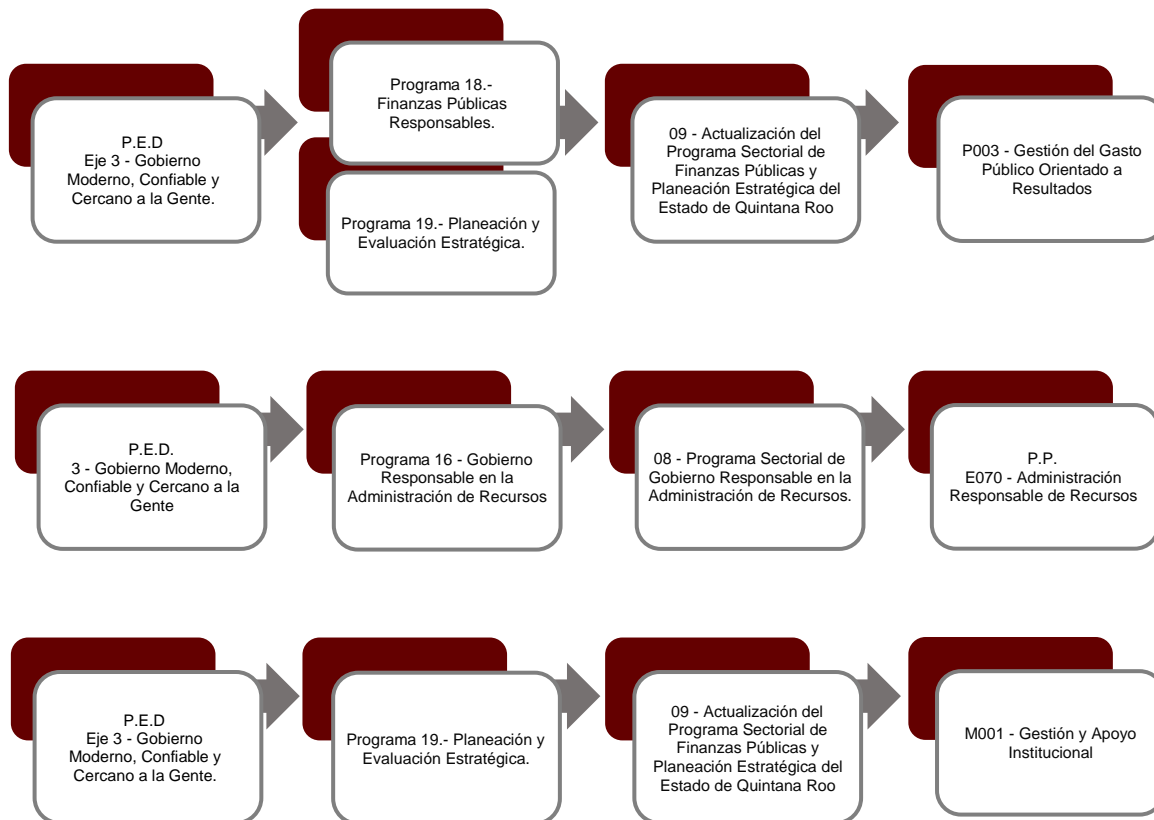 P.E.D
Eje 3 - Gobierno
Moderno, Confiable y
Cercano a la Gente.
Programa 18.-
Finanzas Públicas
Responsables.
Programa 19.- Planeación y
Evaluación Estratégica.
09 - Actualización del
Programa Sectorial de
Finanzas Públicas y
Planeación Estratégica del
Estado de Quintana Roo
P003 - Gestión del Gasto
Público Orientado a
Resultados
P.E.D.
3 - Gobierno Moderno,
Confiable y Cercano a la
Gente
Programa 16 - Gobierno
Responsable en la
Administración de Recursos
08 - Programa Sectorial de
Gobierno Responsable en la
Administración de Recursos.
P.P.
E070 - Administración
Responsable de Recursos
P.E.D
Eje 3 - Gobierno
Moderno, Confiable y
Cercano a la Gente.
Programa 19.- Planeación y
Evaluación Estratégica.
09 - Actualización del
Programa Sectorial de
Finanzas Públicas y
Planeación Estratégica del
Estado de Quintana Roo
M001 - Gestión y Apoyo
Institucional